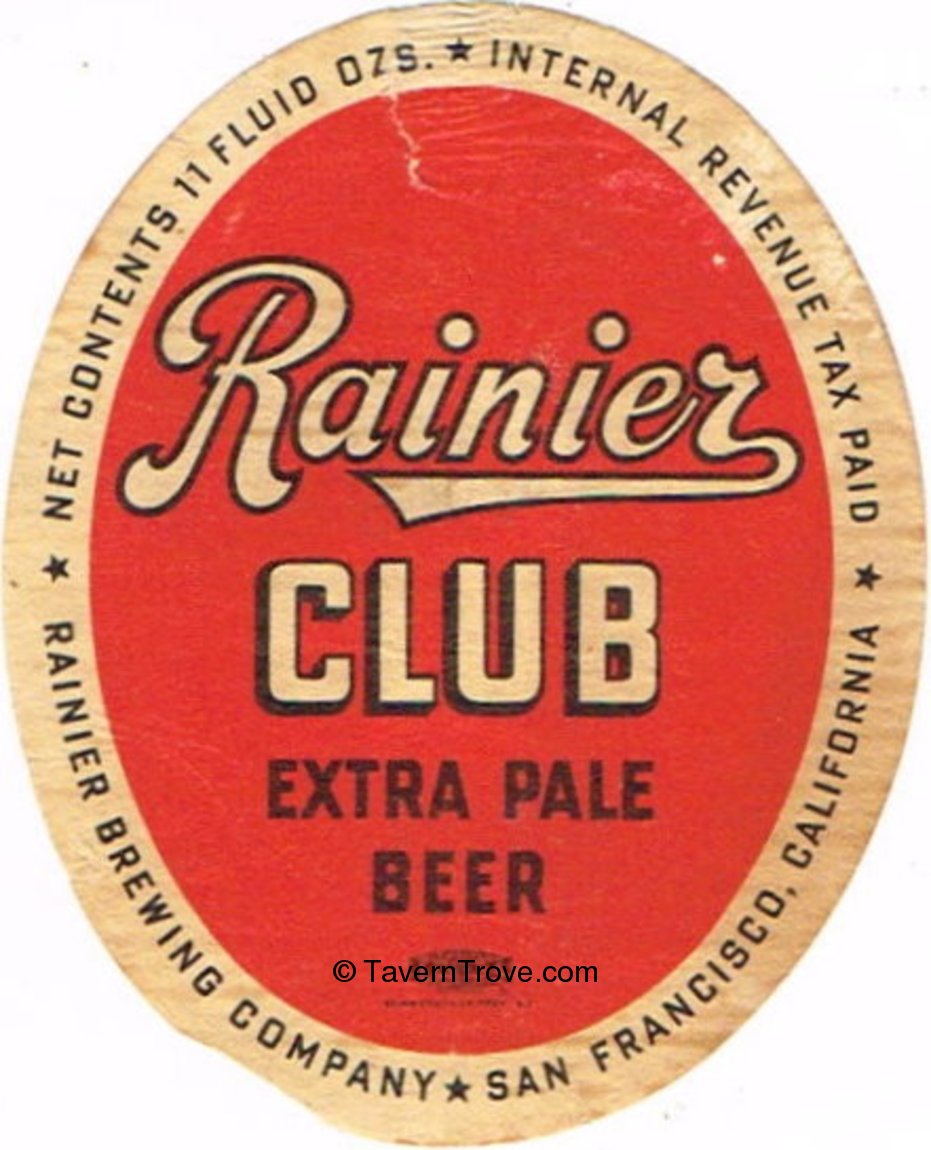 NET CONTENTS 11 FLUID OZS. ★ INTERNAL REVENUE TAX PAID
Rainier
CLUB
EXTRA PALE
BEER
© TavernTrove.com
★ RAINIER BREWING COMPANY ★ SAN FRANCISCO, CALIFORNIA ★